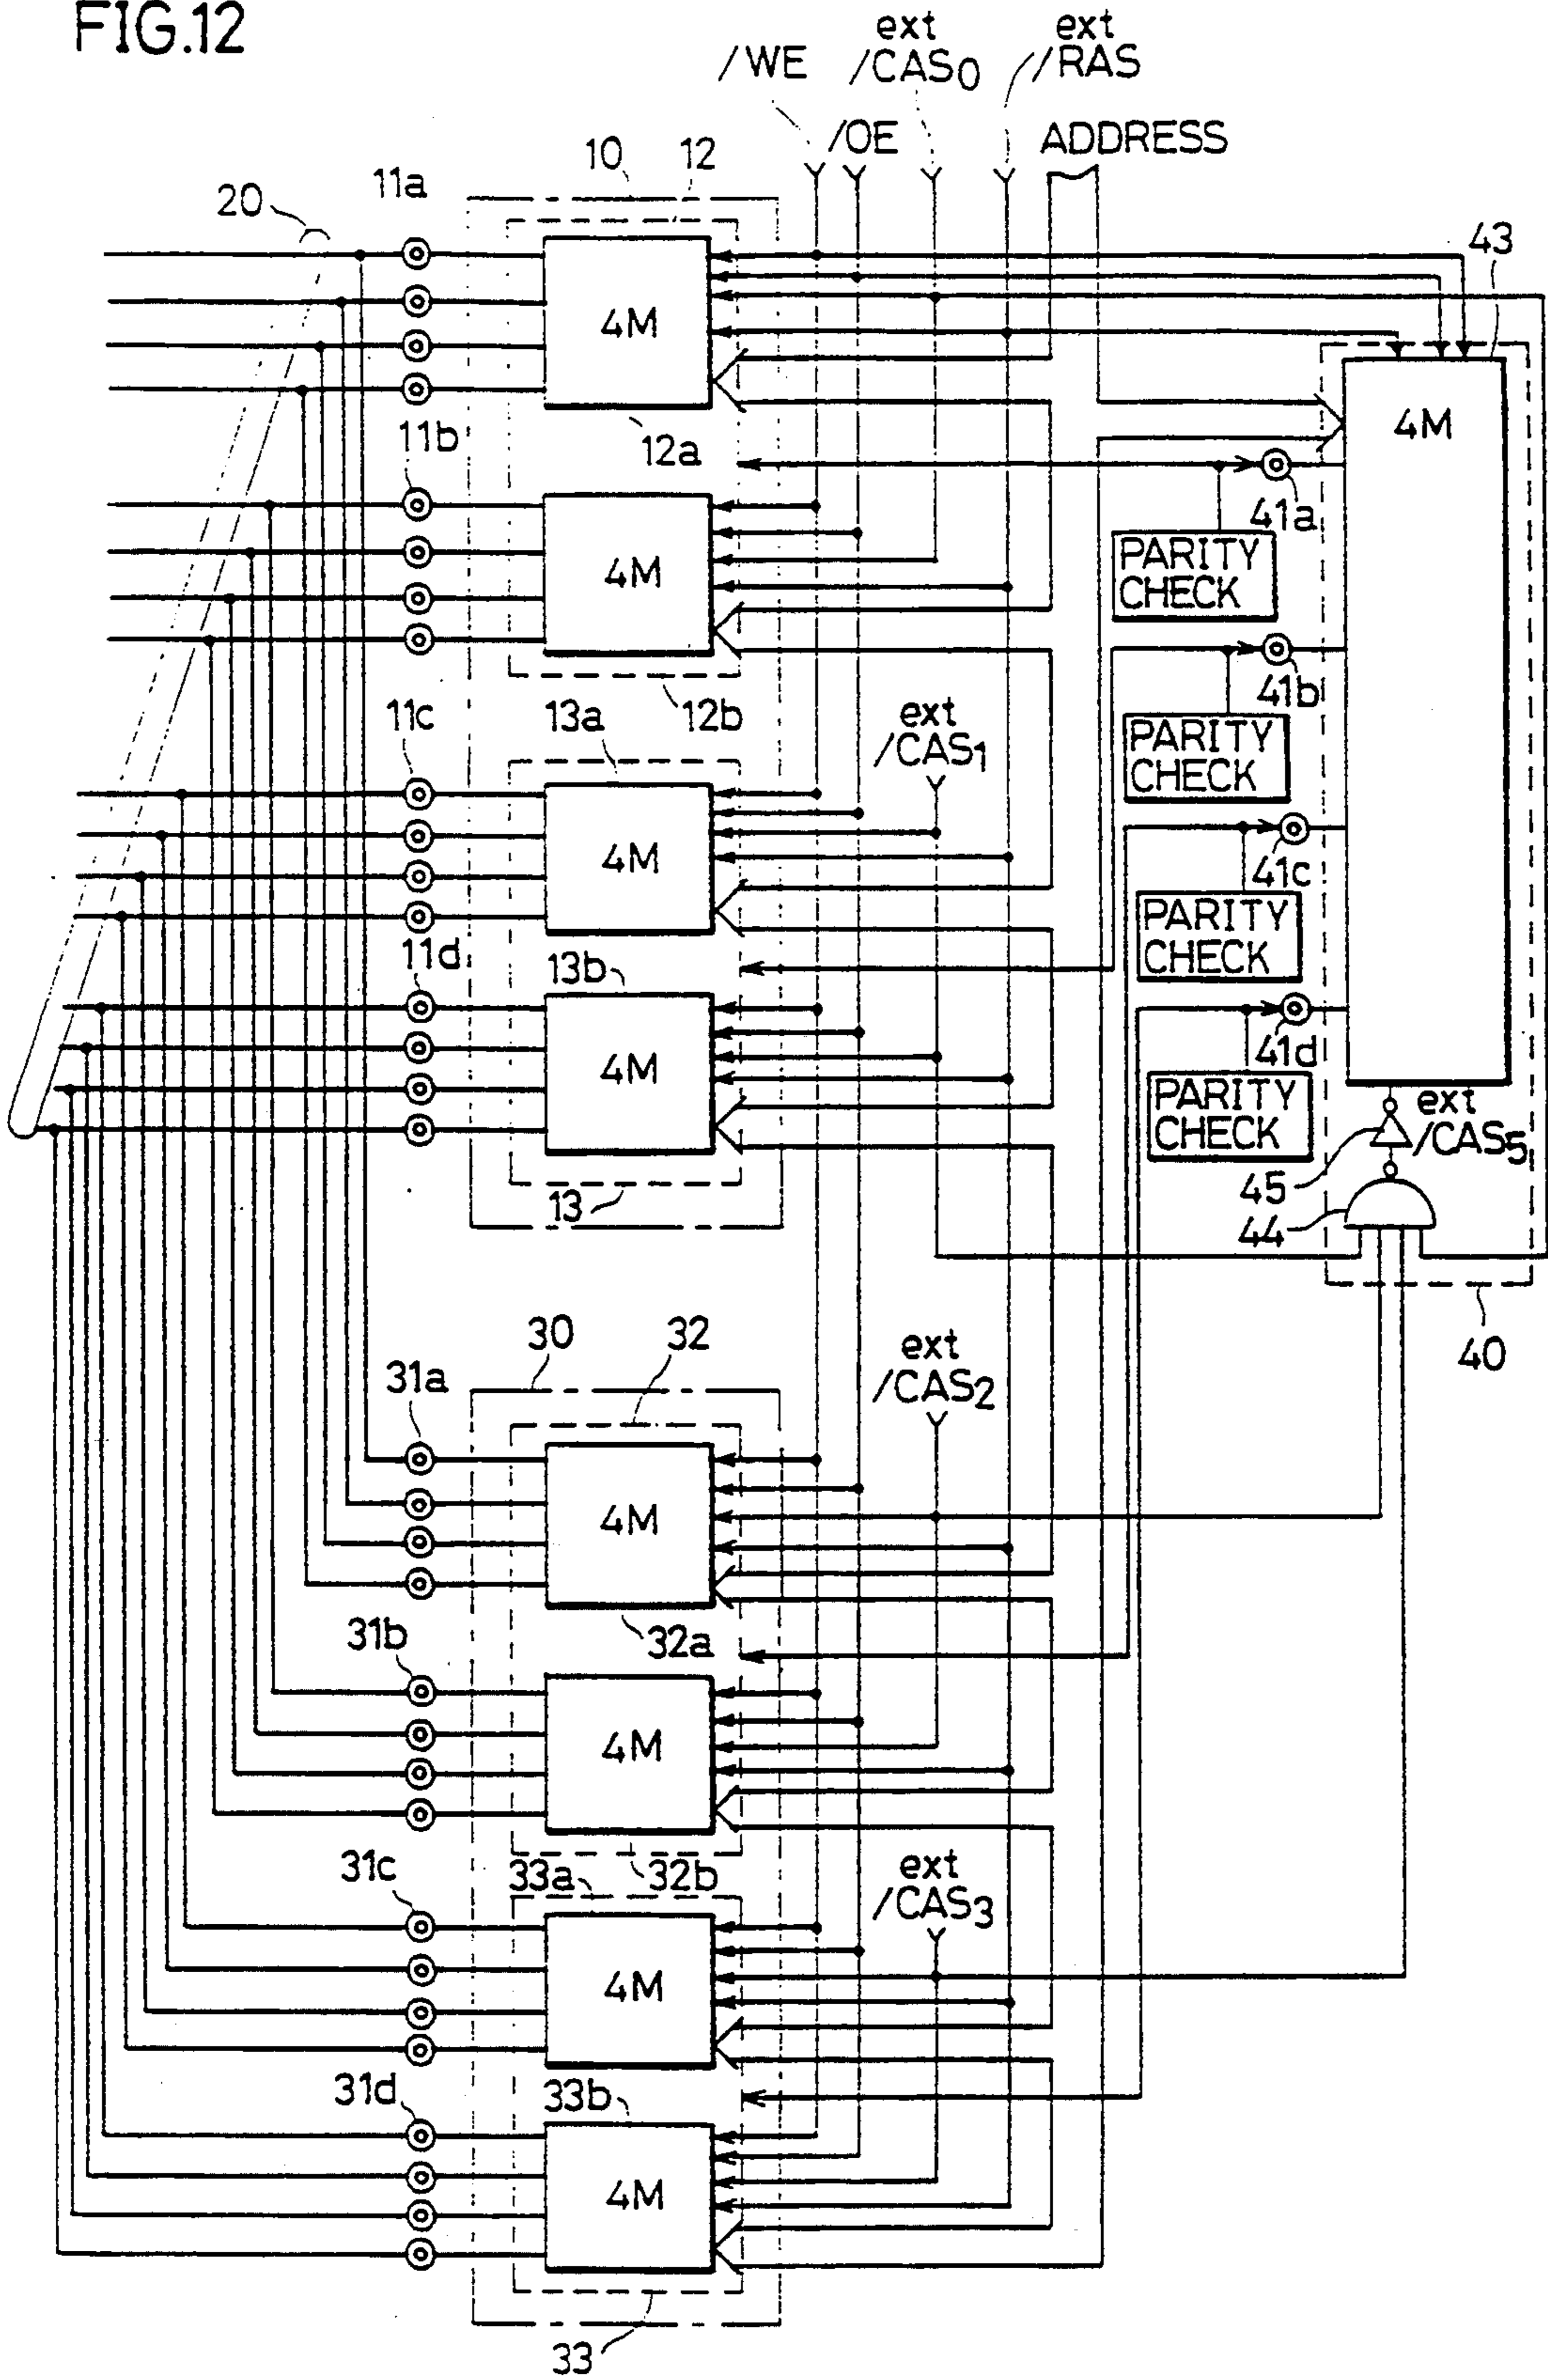 FIG.12
ext
ext
/WE
/CAS0
/RAS
/OE
ADDRESS
10
12
11a
20
43
4M
4M
11b
12a
41a
PARITY
CHECK
4M
41b
11c
13a
12b
ext
/CAS1
PARITY
CHECK
4M
41c
PARITY
CHECK
11d
13b
4M
41d
PARITY
CHECK
ext
/CAS5
45
44
13
30
32
ext
/CAS2
40
31a
4M
31b
32a
4M
31c
33a
32b
ext
/CAS3
4M
31d
33b
4M
33